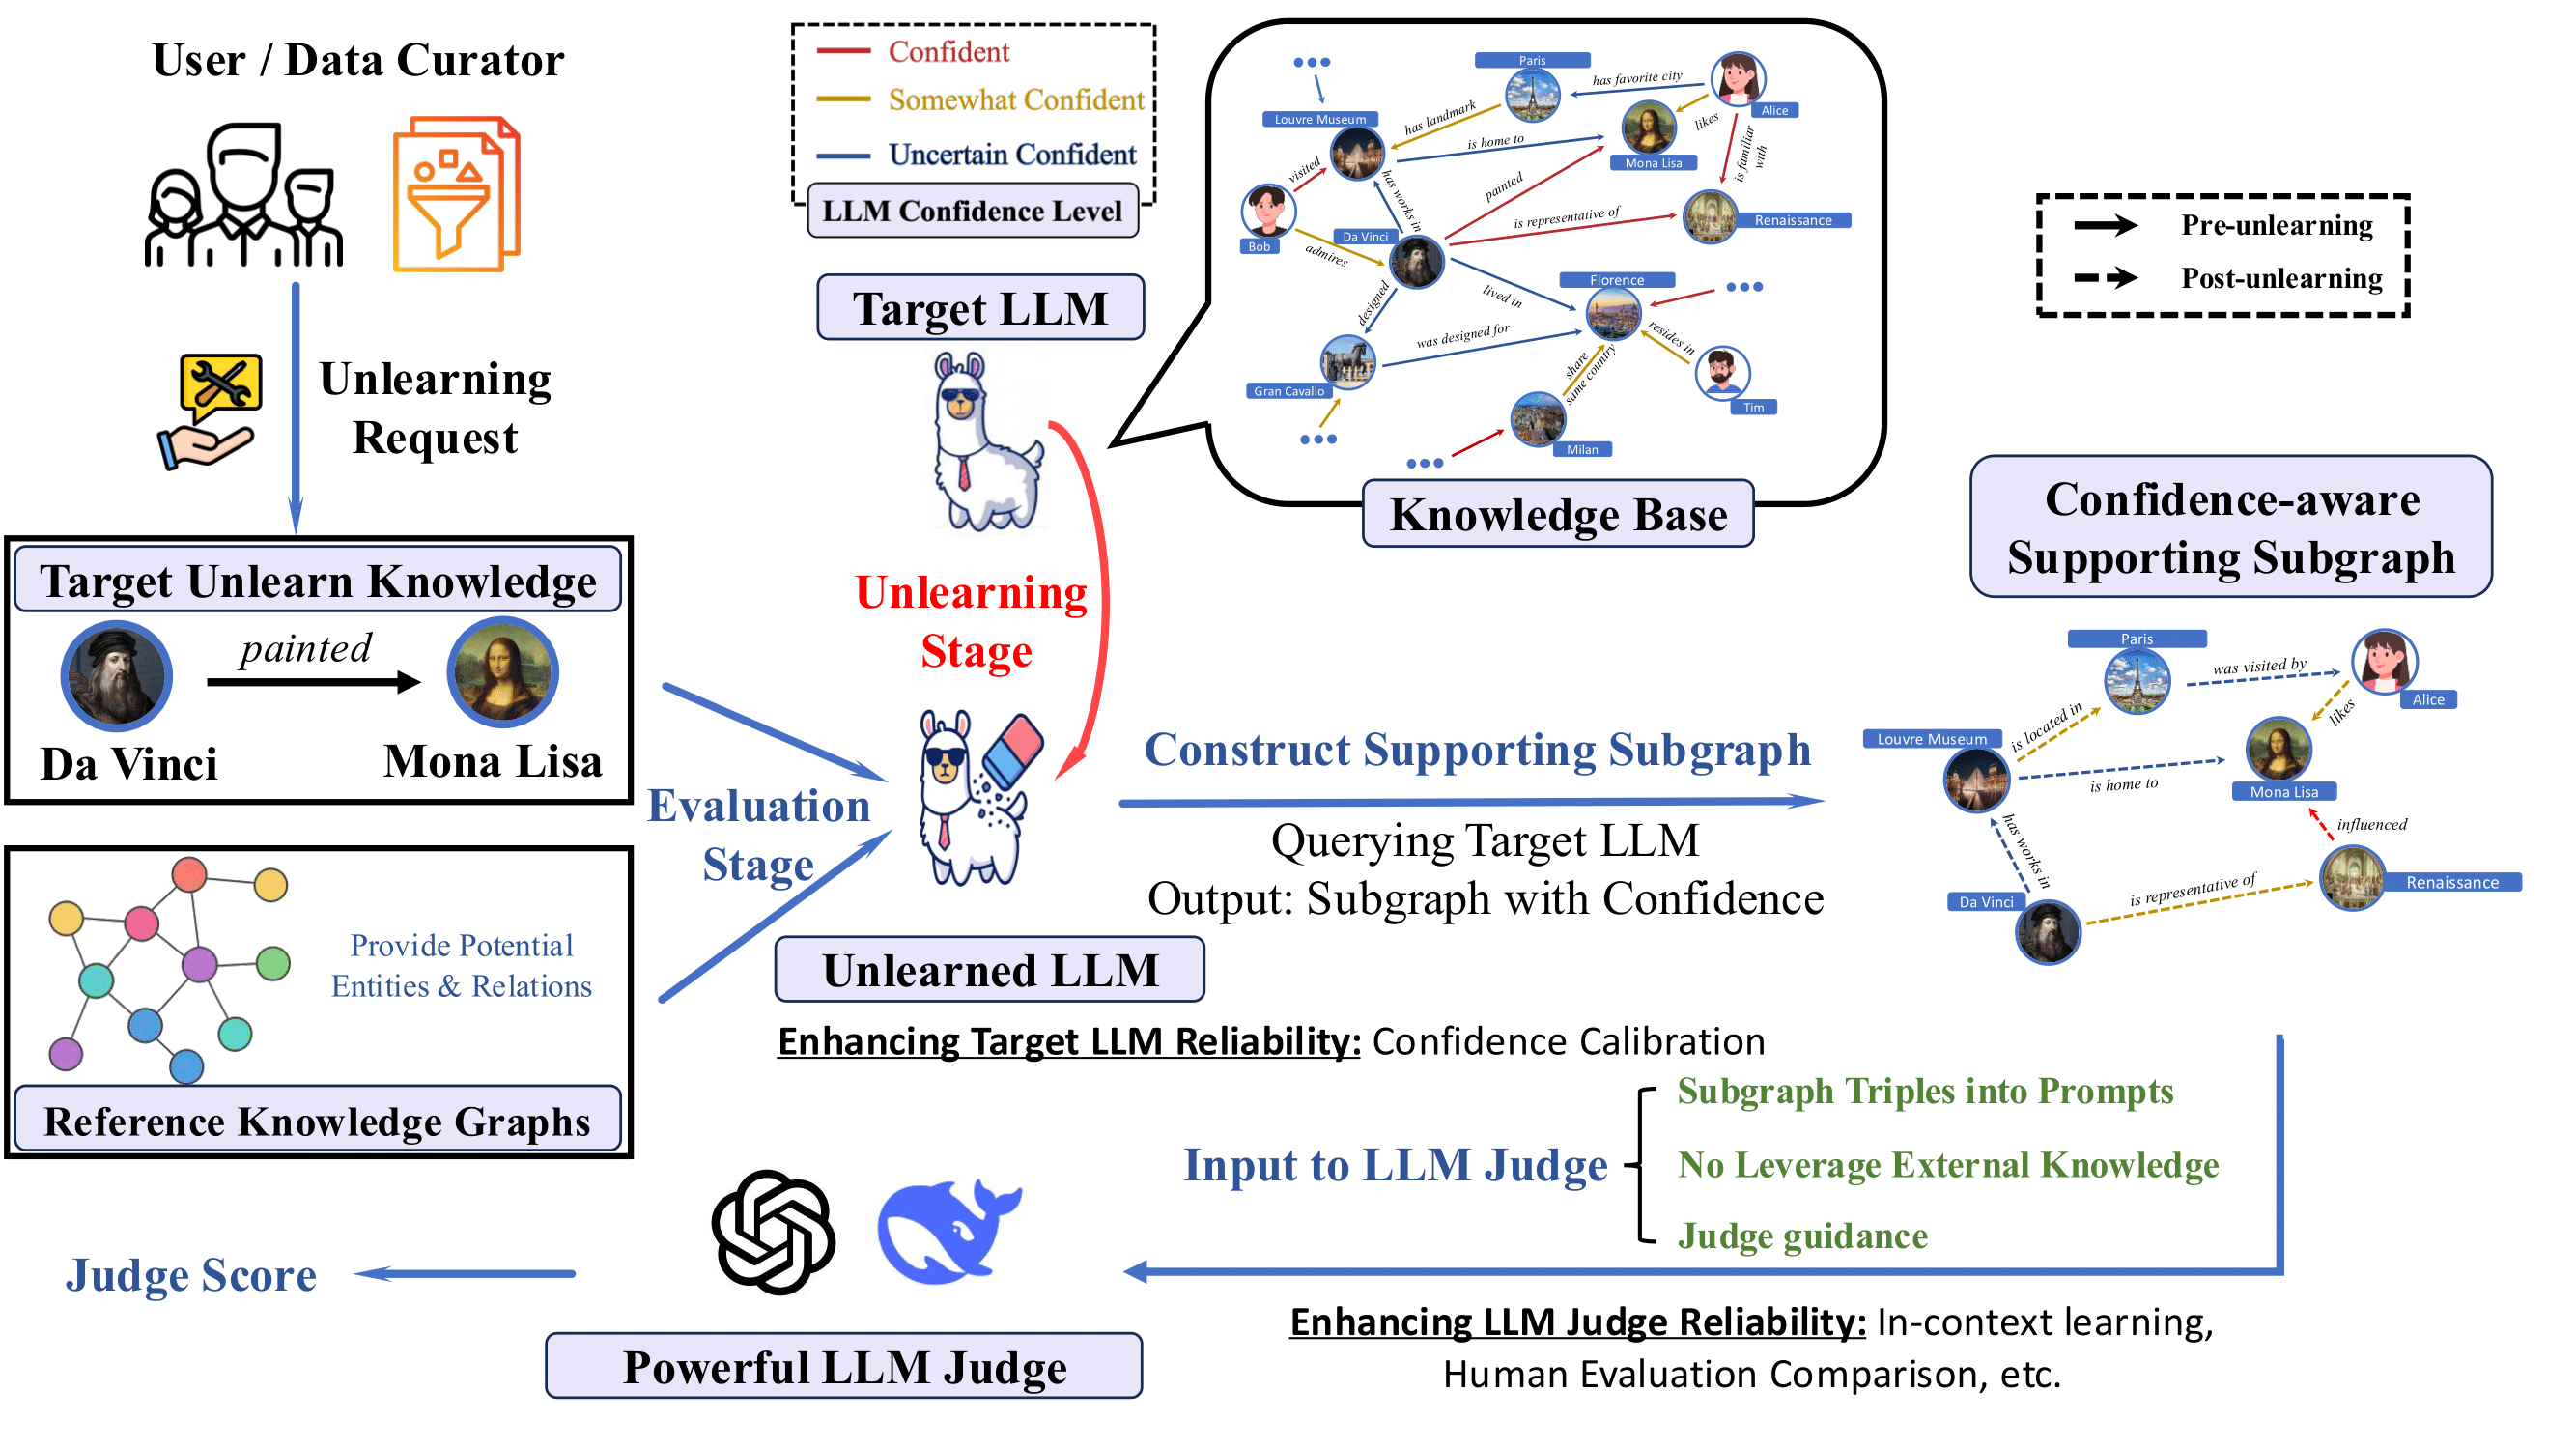 User / Data Curator
Unlearning
Request
Target Unlearn Knowledge
painted
Da Vinci
Mona Lisa
Provide Potential
Entities & Relations
Reference Knowledge Graphs
Confident
Somewhat Confident
Uncertain Confident
LLM Confidence Level
Target LLM
Unlearning
Stage
Evaluation
Stage
Unlearned LLM
Paris
has favorite city
Alice
Louvre Museum
has landmark
likes
is home to
Mona Lisa
is familiar
with
visited
has works in
painted
is representative of
Renaissance
Bob
Da Vinci
admires
Florence
lived in
designed
was designed for
resides in
share
same country
Gran Cavallo
Tim
Milan
Knowledge Base
Pre-unlearning
Post-unlearning
Confidence-aware
Supporting Subgraph
Construct Supporting Subgraph
Querying Target LLM
Output: Subgraph with Confidence
Paris
was visited by
Alice
is located in
likes
Louvre Museum
is home to
Mona Lisa
influenced
has works in
is representative of
Renaissance
Da Vinci
Enhancing Target LLM Reliability: Confidence Calibration
Input to LLM Judge
Subgraph Triples into Prompts
No Leverage External Knowledge
Judge guidance
Enhancing LLM Judge Reliability: In-context learning,
Human Evaluation Comparison, etc.
Powerful LLM Judge
Judge Score